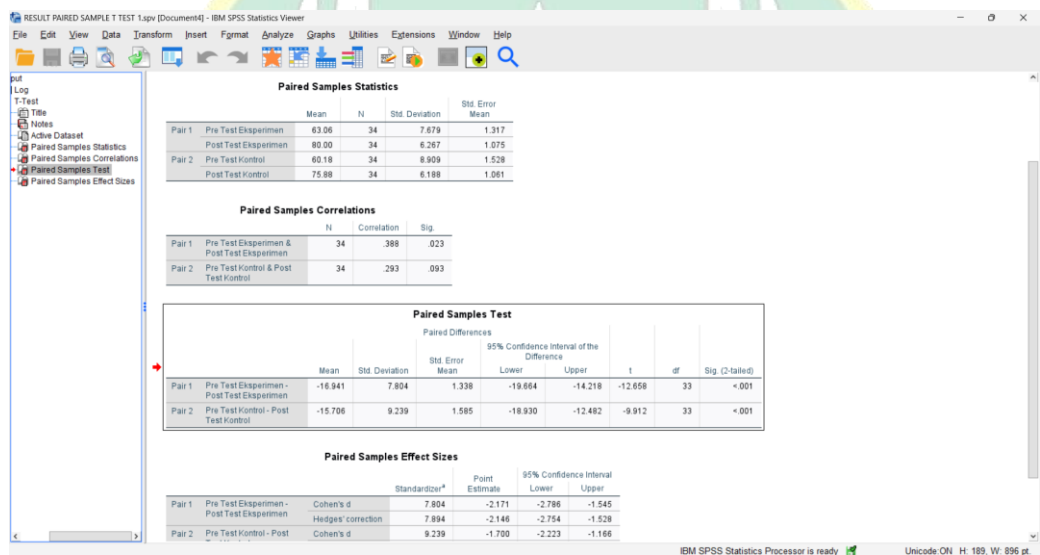 RESULT PAIRED SAMPLE T TEST 1.spv [Document4] - IBM SPSS Statistics Viewer
File Edit View Data Transform Insert Format Analyze Graphs Utilities Extensions Window Help
put
Log
T-Test
Title
Notes
Active Dataset
Paired Samples Statistics
Paired Samples Correlations
Paired Samples Test
Paired Samples Effect Sizes
Paired Samples Statistics
Mean N Std. Deviation Std. Error Mean
Pair 1 Pre Test Eksperimen 63.06 34 7.679 1.317
Post Test Eksperimen 80.00 34 6.267 1.075
Pair 2 Pre Test Kontrol 60.18 34 8.909 1.528
Post Test Kontrol 75.88 34 6.188 1.061
Paired Samples Correlations
N Correlation Sig.
Pair 1 Pre Test Eksperimen & Post Test Eksperimen 34 .388 .023
Pair 2 Pre Test Kontrol & Post Test Kontrol 34 .293 .093
Paired Samples Test
Paired Differences
95% Confidence Interval of the Difference
Mean Std. Deviation Std. Error Mean Lower Upper t df Sig. (2-tailed)
Pair 1 Pre Test Eksperimen - Post Test Eksperimen -16.941 7.804 1.338 -19.664 -14.218 -12.658 33 <.001
Pair 2 Pre Test Kontrol - Post Test Kontrol -15.706 9.239 1.585 -18.930 -12.482 -9.912 33 <.001
Paired Samples Effect Sizes
95% Confidence Interval
Standardizerª Point Estimate Lower Upper
Pair 1 Pre Test Eksperimen - Post Test Eksperimen Cohen's d 7.804 -2.171 -2.786 -1.545
Hedges' correction 7.894 -2.146 -2.754 -1.528
Pair 2 Pre Test Kontrol - Post Cohen's d 9.239 -1.700 -2.223 -1.166
IBM SPSS Statistics Processor is ready Unicode:ON H: 189, W: 896 pt.